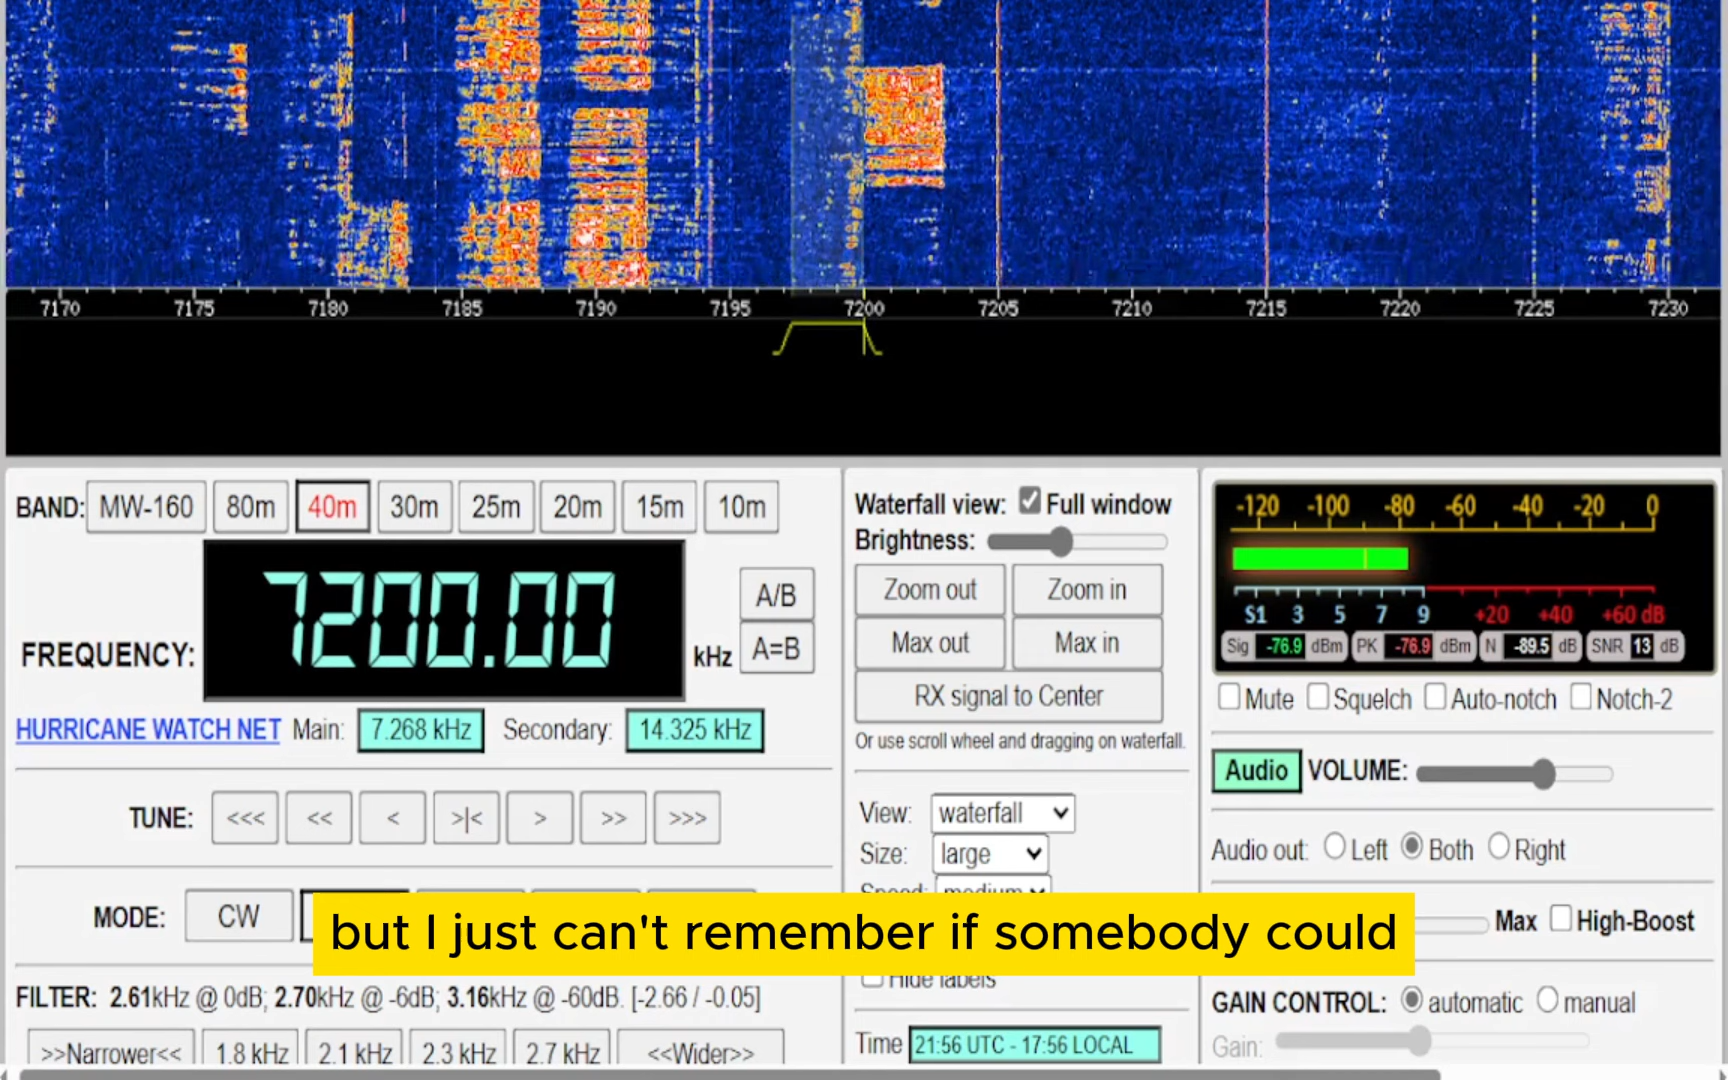 7170 7175 7180 7185 7190 7195 7200 7205 7210 7215 7220 7225 7230
BAND: MW-160 80m 40m 30m 25m 20m 15m 10m
FREQUENCY: 7200.00 kHz
A/B
A=B
HURRICANE WATCH NET Main: 7.268 kHz Secondary: 14.325 kHz
TUNE: <<< << < >|< > >> >>>
MODE: CW
FILTER: 2.61kHz @ 0dB; 2.70kHz @ -6dB; 3.16kHz @ -60dB. [-2.66 / -0.05]
>>Narrower<< 1.8 kHz 2.1 kHz 2.3 kHz 2.7 kHz <<Wider>>
Waterfall view: Full window
Brightness:
Zoom out Zoom in
Max out Max in
RX signal to Center
Or use scroll wheel and dragging on waterfall.
View: waterfall
Size: large
Speed: medium
but I just can't remember if somebody could
Hide labels
Time 21:56 UTC - 17:56 LOCAL
-120 -100 -80 -60 -40 -20 0
S1 3 5 7 9 +20 +40 +60 dB
Sig -76.9 dBm PK -76.9 dBm N -89.5 dB SNR 13 dB
Mute Squelch Auto-notch Notch-2
Audio VOLUME:
Audio out: Left Both Right
Max High-Boost
GAIN CONTROL: automatic manual
Gain: